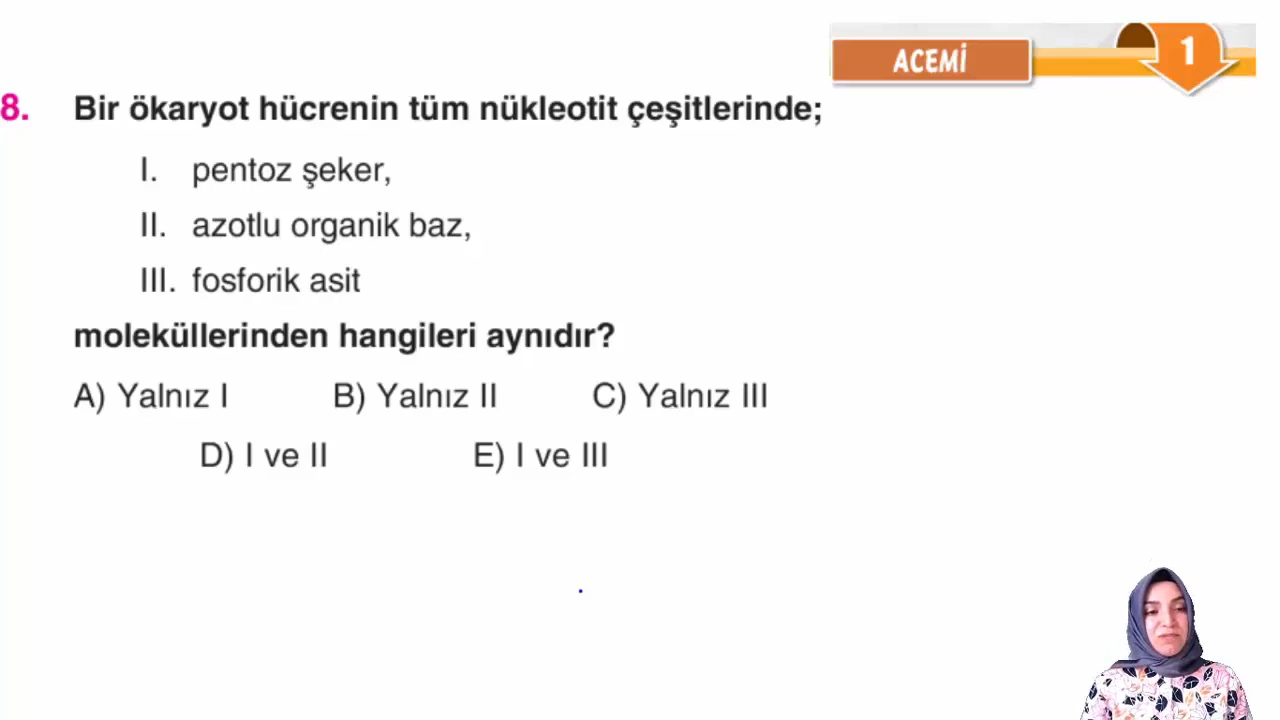 ACEMİ
1
8. Bir ökaryot hücrenin tüm nükleotit çeşitlerinde;
I. pentoz şeker,
II. azotlu organik baz,
III. fosforik asit
moleküllerinden hangileri aynıdır?
A) Yalnız I B) Yalnız II C) Yalnız III
D) I ve II E) I ve III